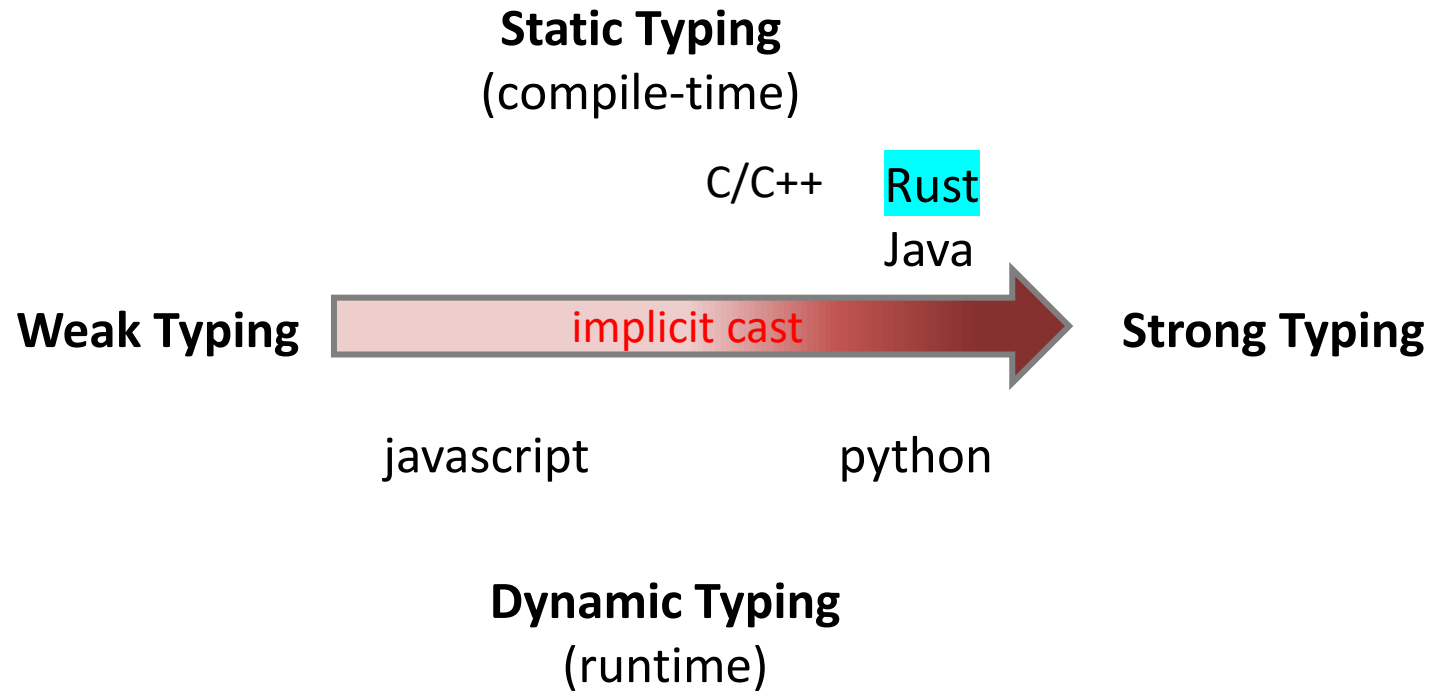 Static Typing
(compile-time)
C/C++ Rust
Java
Weak Typing implicit cast Strong Typing
javascript python
Dynamic Typing
(runtime)